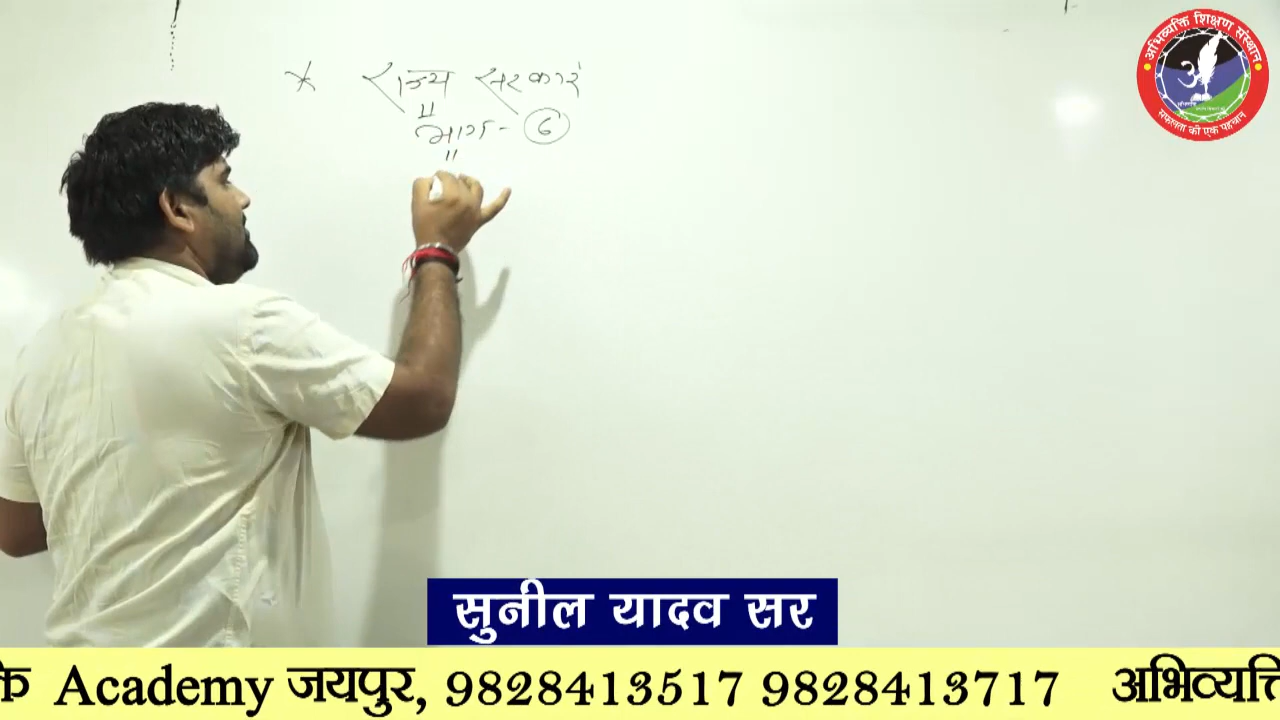 * राज्य सरकारें
भाग- 6
अभिव्यक्ति शिक्षण संस्थान
सफलता की एक पहचान
सुनील यादव सर
क्ति Academy जयपुर, 9828413517 9828413717 अभिव्यक्ति